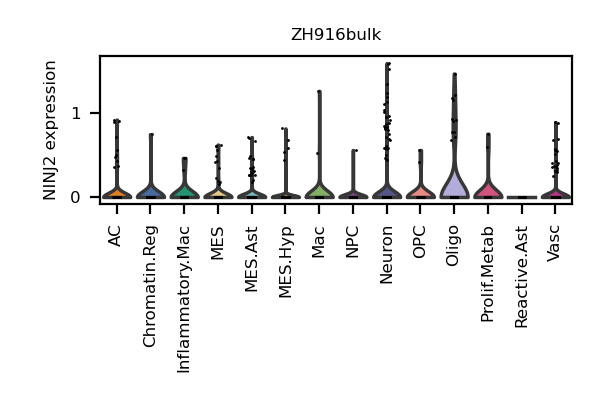 ZH916bulk
NINJ2 expression
1
0
AC
Chromatin.Reg
Inflammatory.Mac
MES
MES.Ast
MES.Hyp
Mac
NPC
Neuron
OPC
Oligo
Prolif.Metab
Reactive.Ast
Vasc